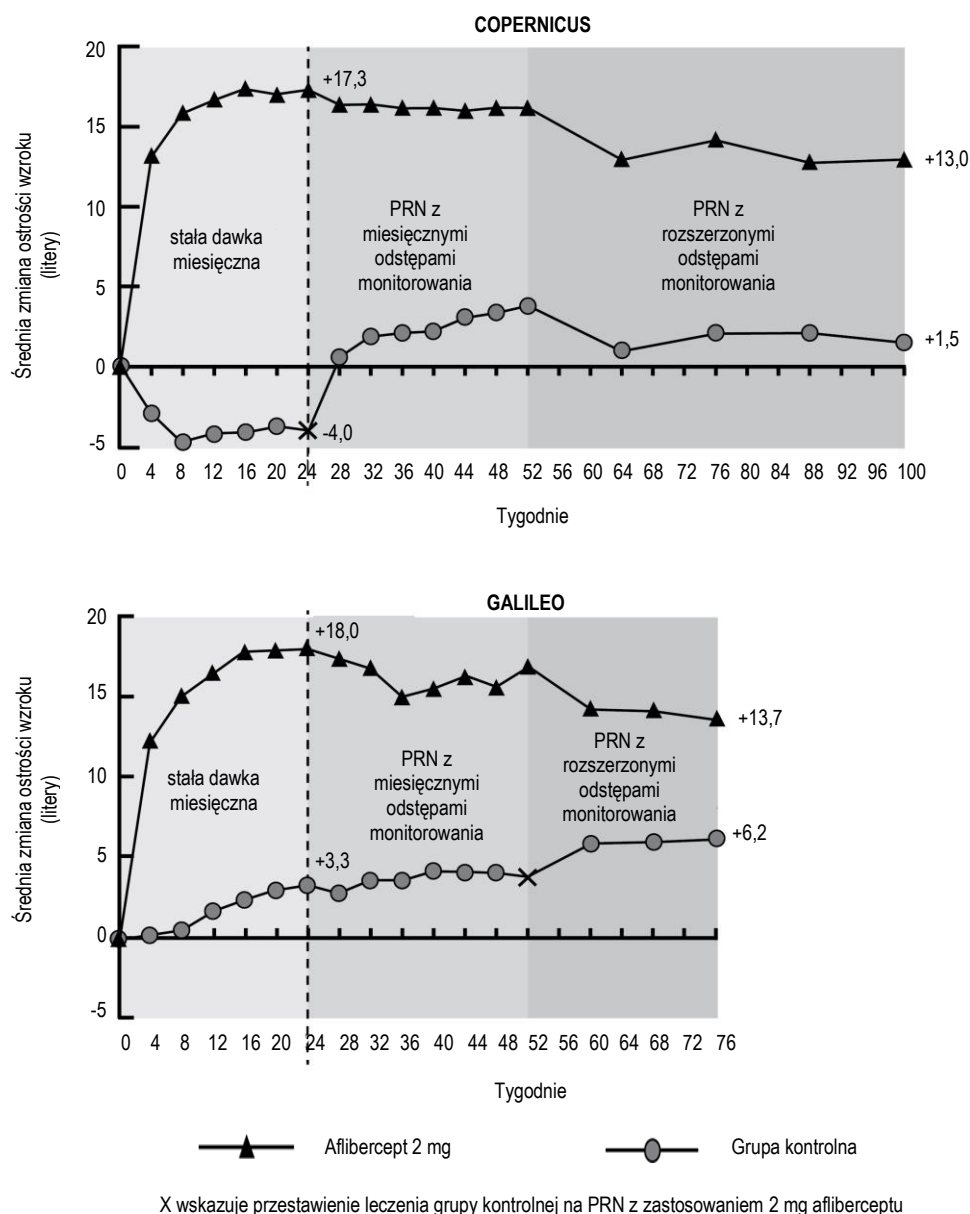 COPERNICUS
20
15
10
5
0
-5
Średnia zmiana ostrości wzroku
(litery)
+17,3
+13,0
stała dawka
miesięczna
PRN z
miesięcznymi
odstępami
monitorowania
PRN z
rozszerzonymi
odstępami
monitorowania
+1,5
-4,0
0 4 8 12 16 20 24 28 32 36 40 44 48 52 56 60 64 68 72 76 84 88 92 96 100
Tygodnie
GALILEO
20
15
10
5
0
-5
Średnia zmiana ostrości wzroku
(litery)
+18,0
+13,7
stała dawka
miesięczna
PRN z
miesięcznymi
odstępami
monitorowania
PRN z
rozszerzonymi
odstępami
monitorowania
+6,2
+3,3
0 4 8 12 16 20 24 28 32 36 40 44 48 52 60 64 68 72 76
Tygodnie
Aflibercept 2 mg
Grupa kontrolna
X wskazuje przestawienie leczenia grupy kontrolnej na PRN z zastosowaniem 2 mg afliberceptu